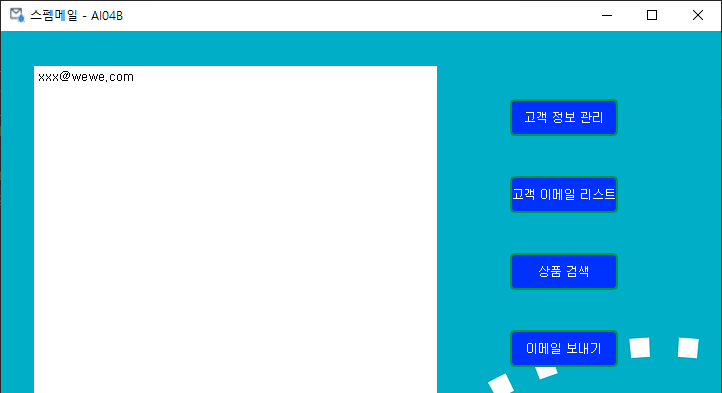 스펨메일 - AI04B
xxx@wewe.com
고객 정보 관리
고객 이메일 리스트
상품 검색
이메일 보내기